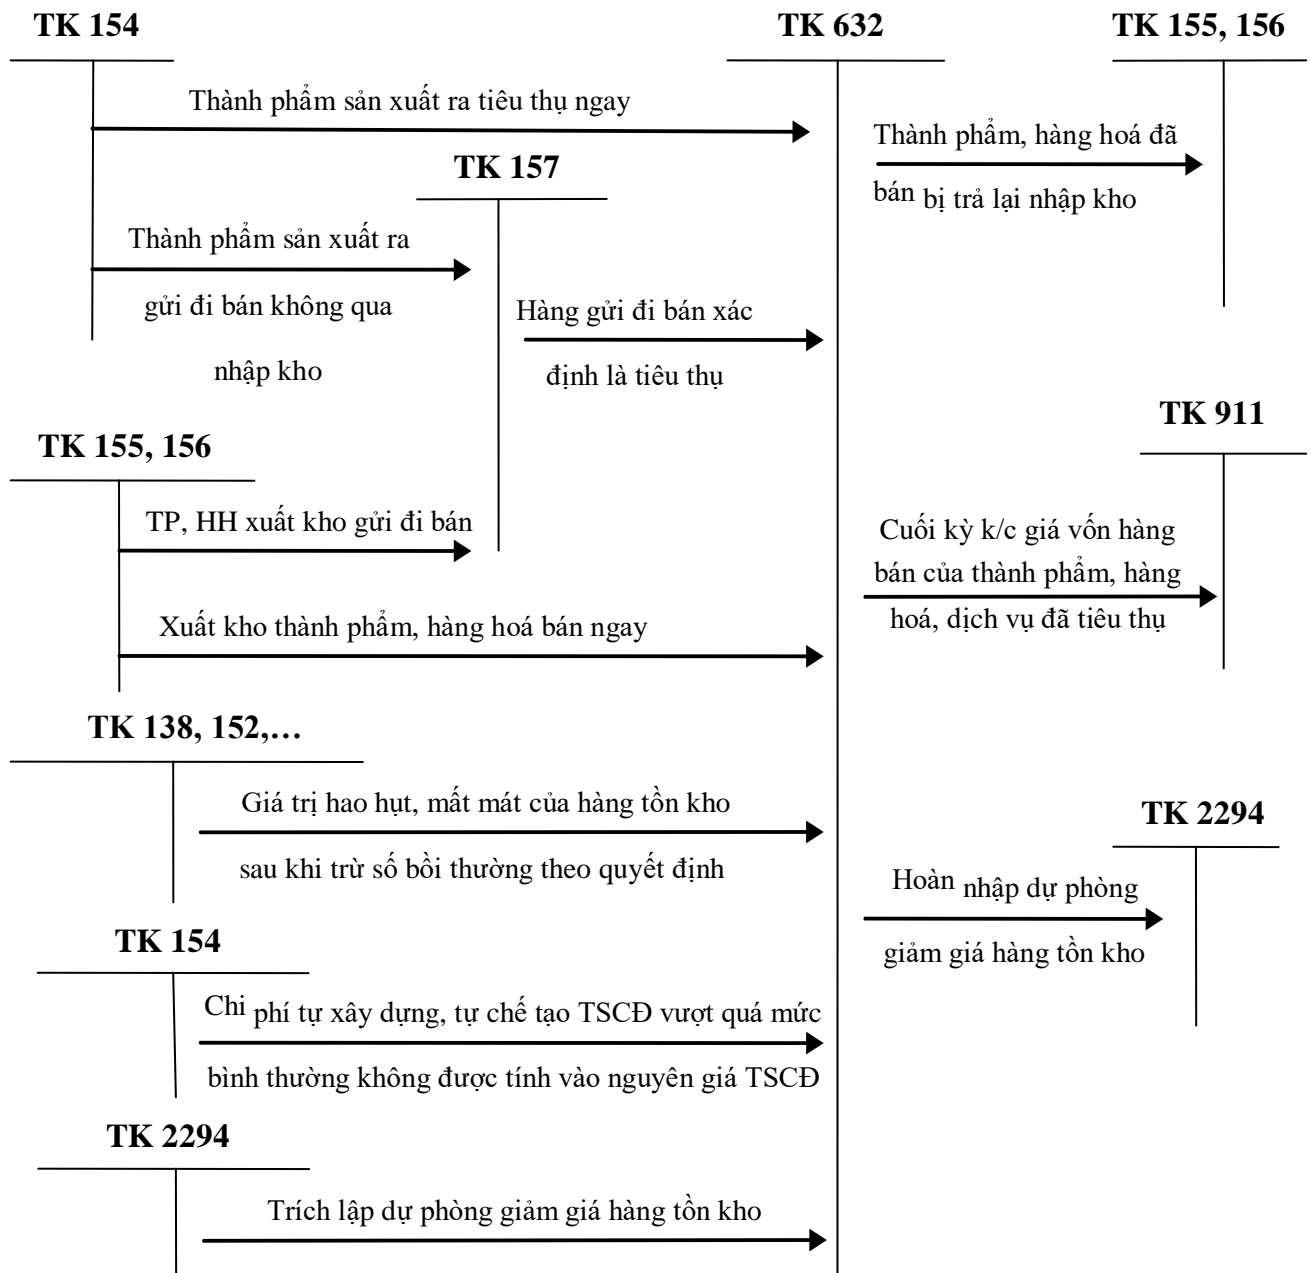 TK 154
TK 632
TK 155, 156
Thành phẩm sản xuất ra tiêu thụ ngay
Thành phẩm, hàng hoá đã
bán bị trả lại nhập kho
TK 157
Thành phẩm sản xuất ra
gửi đi bán không qua
nhập kho
Hàng gửi đi bán xác
định là tiêu thụ
TK 911
TK 155, 156
TP, HH xuất kho gửi đi bán
Cuối kỳ k/c giá vốn hàng
bán của thành phẩm, hàng
hoá, dịch vụ đã tiêu thụ
Xuất kho thành phẩm, hàng hoá bán ngay
TK 138, 152,…
Giá trị hao hụt, mất mát của hàng tồn kho
sau khi trừ số bồi thường theo quyết định
TK 2294
Hoàn nhập dự phòng
giảm giá hàng tồn kho
TK 154
Chi phí tự xây dựng, tự chế tạo TSCĐ vượt quá mức
bình thường không được tính vào nguyên giá TSCĐ
TK 2294
Trích lập dự phòng giảm giá hàng tồn kho